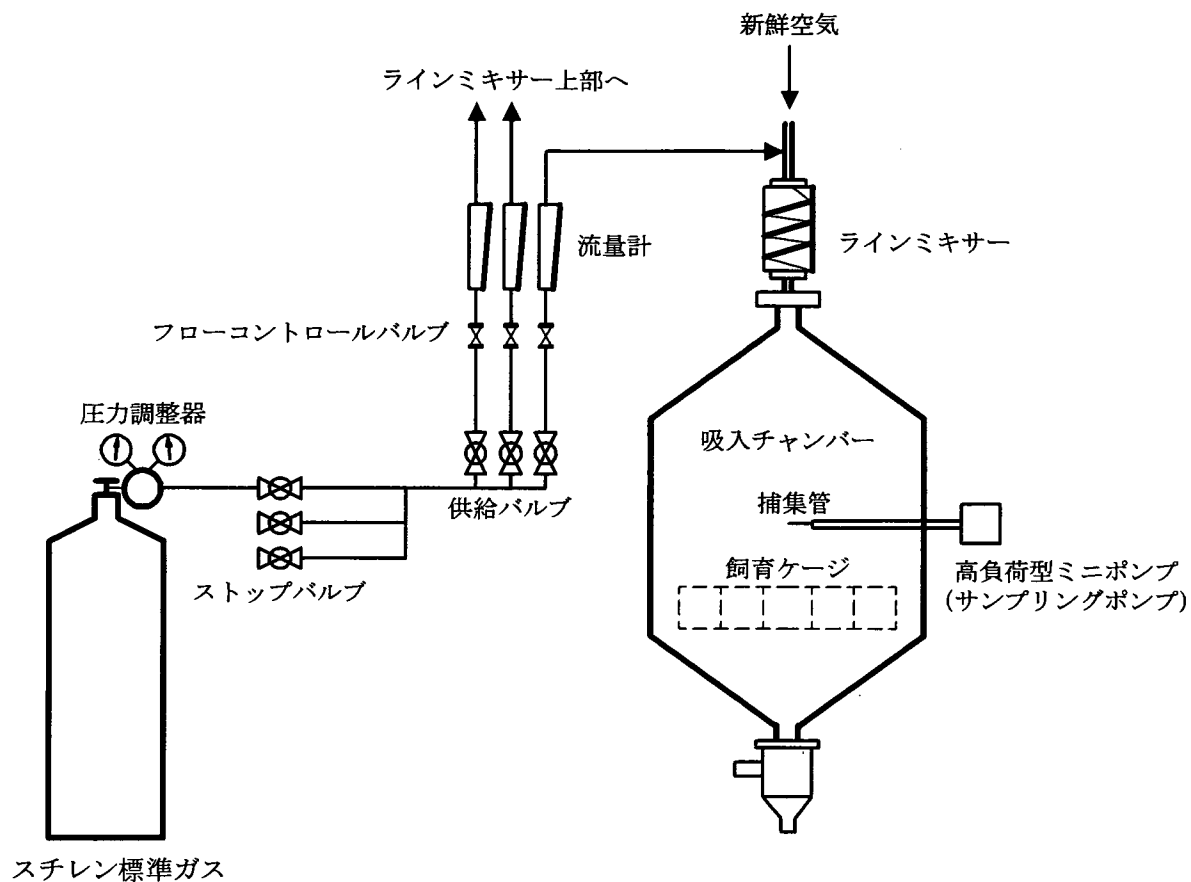 新鮮空気
ラインミキサー上部へ
流量計
ラインミキサー
フローコントロールバルブ
圧力調整器
吸入チャンバー
供給バルブ
捕集管
ストップバルブ
飼育ケージ
高負荷型ミニポンプ
(サンプリングポンプ)
スチレン標準ガス